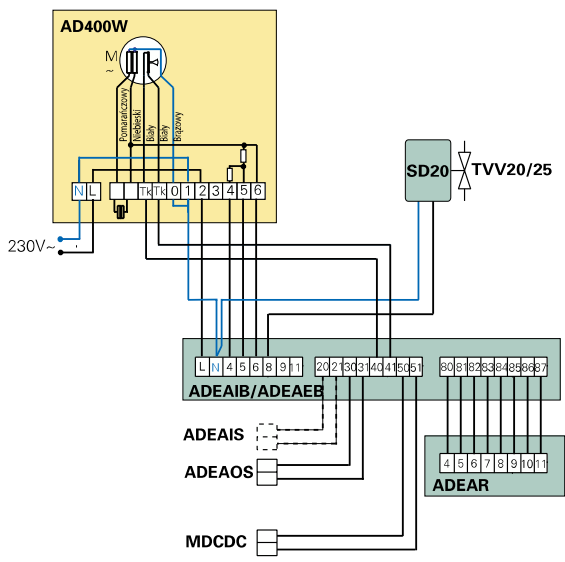 AD400W
M
~
Pomarańczowy
Niebieski
Biały
Biały
Brązowy
N L Tk Tk 0 1 2 3 4 5 6
230V~
SD20
TVV20/25
L N 4 5 6 8 9 11
20 21 30 31 40 41 50 51
80 81 82 83 84 85 86 87
ADEAIB/ADEAEB
ADEAIS
ADEAOS
4 5 6 7 8 9 10 11
ADEAR
MDCDC